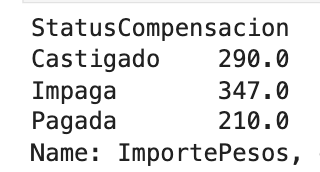 StatusCompensacion
Castigado    290.0
Impaga       347.0
Pagada       210.0
Name: ImportePesos,